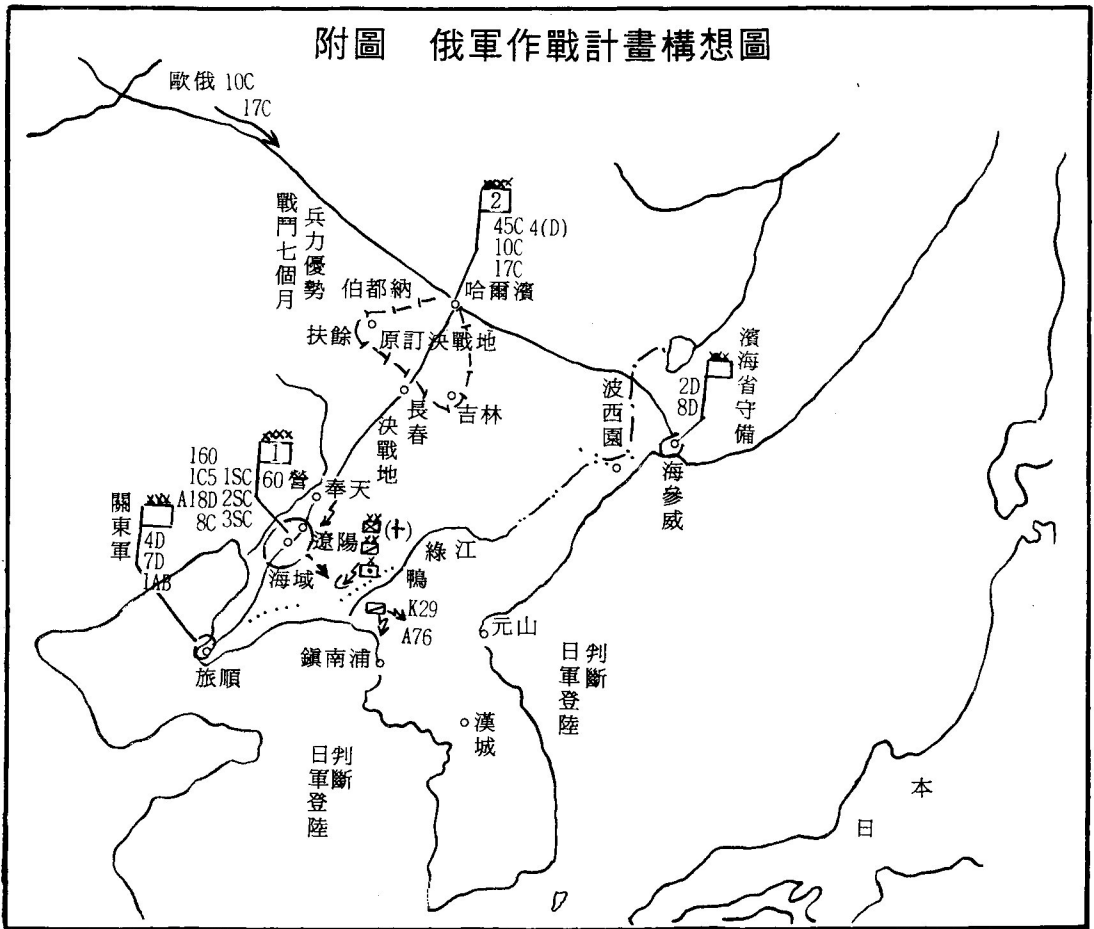 附圖 俄軍作戰計畫構想圖
歐俄 10C
17C
兵力優勢
戰鬥七個月
2
45C 4(D)
10C
17C
伯都納
哈爾濱
扶餘
原訂決戰地
長春
吉林
決戰地
波西園
2D
8D
濱海省守備
海參威
1
60營
160
1C5 1SC
A18D 2SC
8C 3SC
奉天
遼陽
(+)
海域
關東軍
4D
7D
1AB
旅順
綠江
鴨
K29
A76
鎮南浦
元山
漢城
判斷
日軍登陸
判斷
日軍登陸
本
日